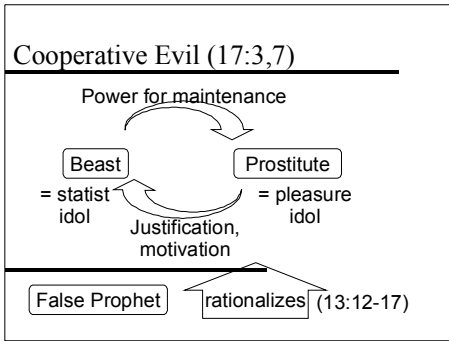 Cooperative Evil (17:3,7)
Power for maintenance
Beast
Prostitute
= statist
idol
= pleasure
idol
Justification,
motivation
False Prophet
rationalizes
(13:12-17)